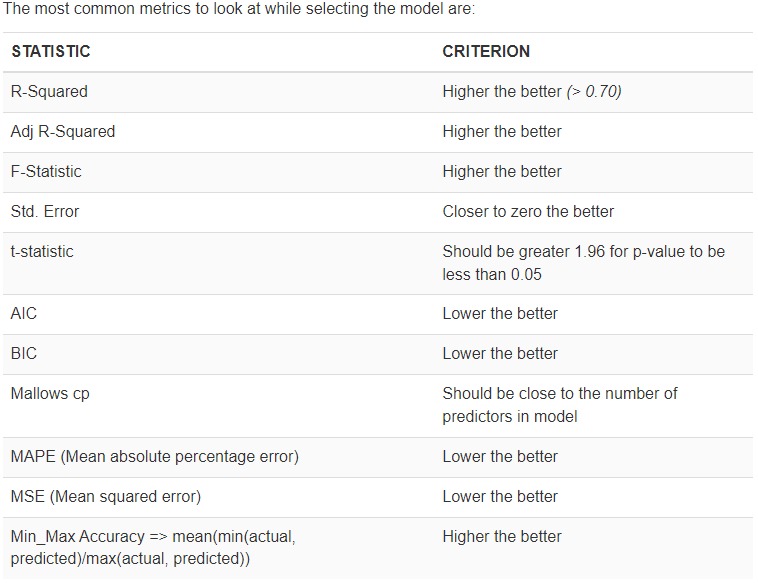 The most common metrics to look at while selecting the model are:
STATISTIC CRITERION
R-Squared Higher the better (> 0.70)
Adj R-Squared Higher the better
F-Statistic Higher the better
Std. Error Closer to zero the better
t-statistic Should be greater 1.96 for p-value to be
less than 0.05
AIC Lower the better
BIC Lower the better
Mallows cp Should be close to the number of
predictors in model
MAPE (Mean absolute percentage error) Lower the better
MSE (Mean squared error) Lower the better
Min_Max Accuracy => mean(min(actual, Higher the better
predicted)/max(actual, predicted))